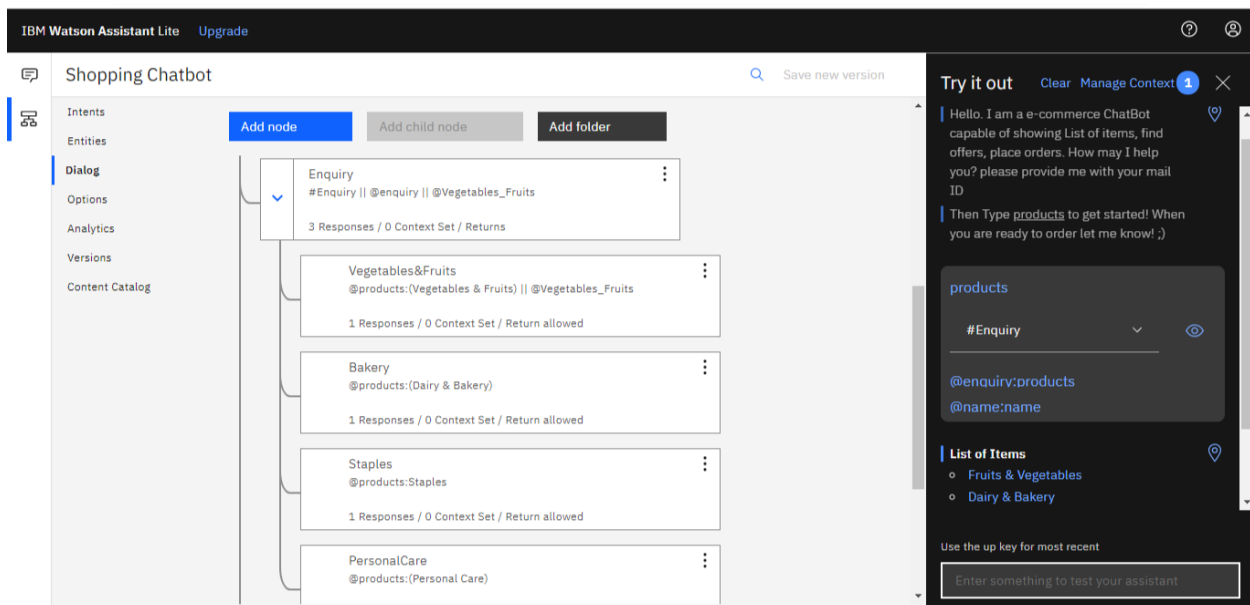 IBM Watson Assistant Lite Upgrade
Shopping Chatbot
Save new version
Intents
Entities
Dialog
Options
Analytics
Versions
Content Catalog
Add node
Add child node
Add folder
Enquiry
#Enquiry || @enquiry || @Vegetables_Fruits
3 Responses / 0 Context Set / Returns
Vegetables&Fruits
@products:(Vegetables & Fruits) || @Vegetables_Fruits
1 Responses / 0 Context Set / Return allowed
Bakery
@products:(Dairy & Bakery)
1 Responses / 0 Context Set / Return allowed
Staples
@products:Staples
1 Responses / 0 Context Set / Return allowed
PersonalCare
@products:(Personal Care)
Try it out
Clear
Manage Context 1
Hello. I am a e-commerce ChatBot
capable of showing List of items, find
offers, place orders. How may I help
you? please provide me with your mail
ID
Then Type products to get started! When
you are ready to order let me know! ;)
products
#Enquiry
@enquiry:products
@name:name
List of Items
Fruits & Vegetables
Dairy & Bakery
Use the up key for most recent
Enter something to test your assistant